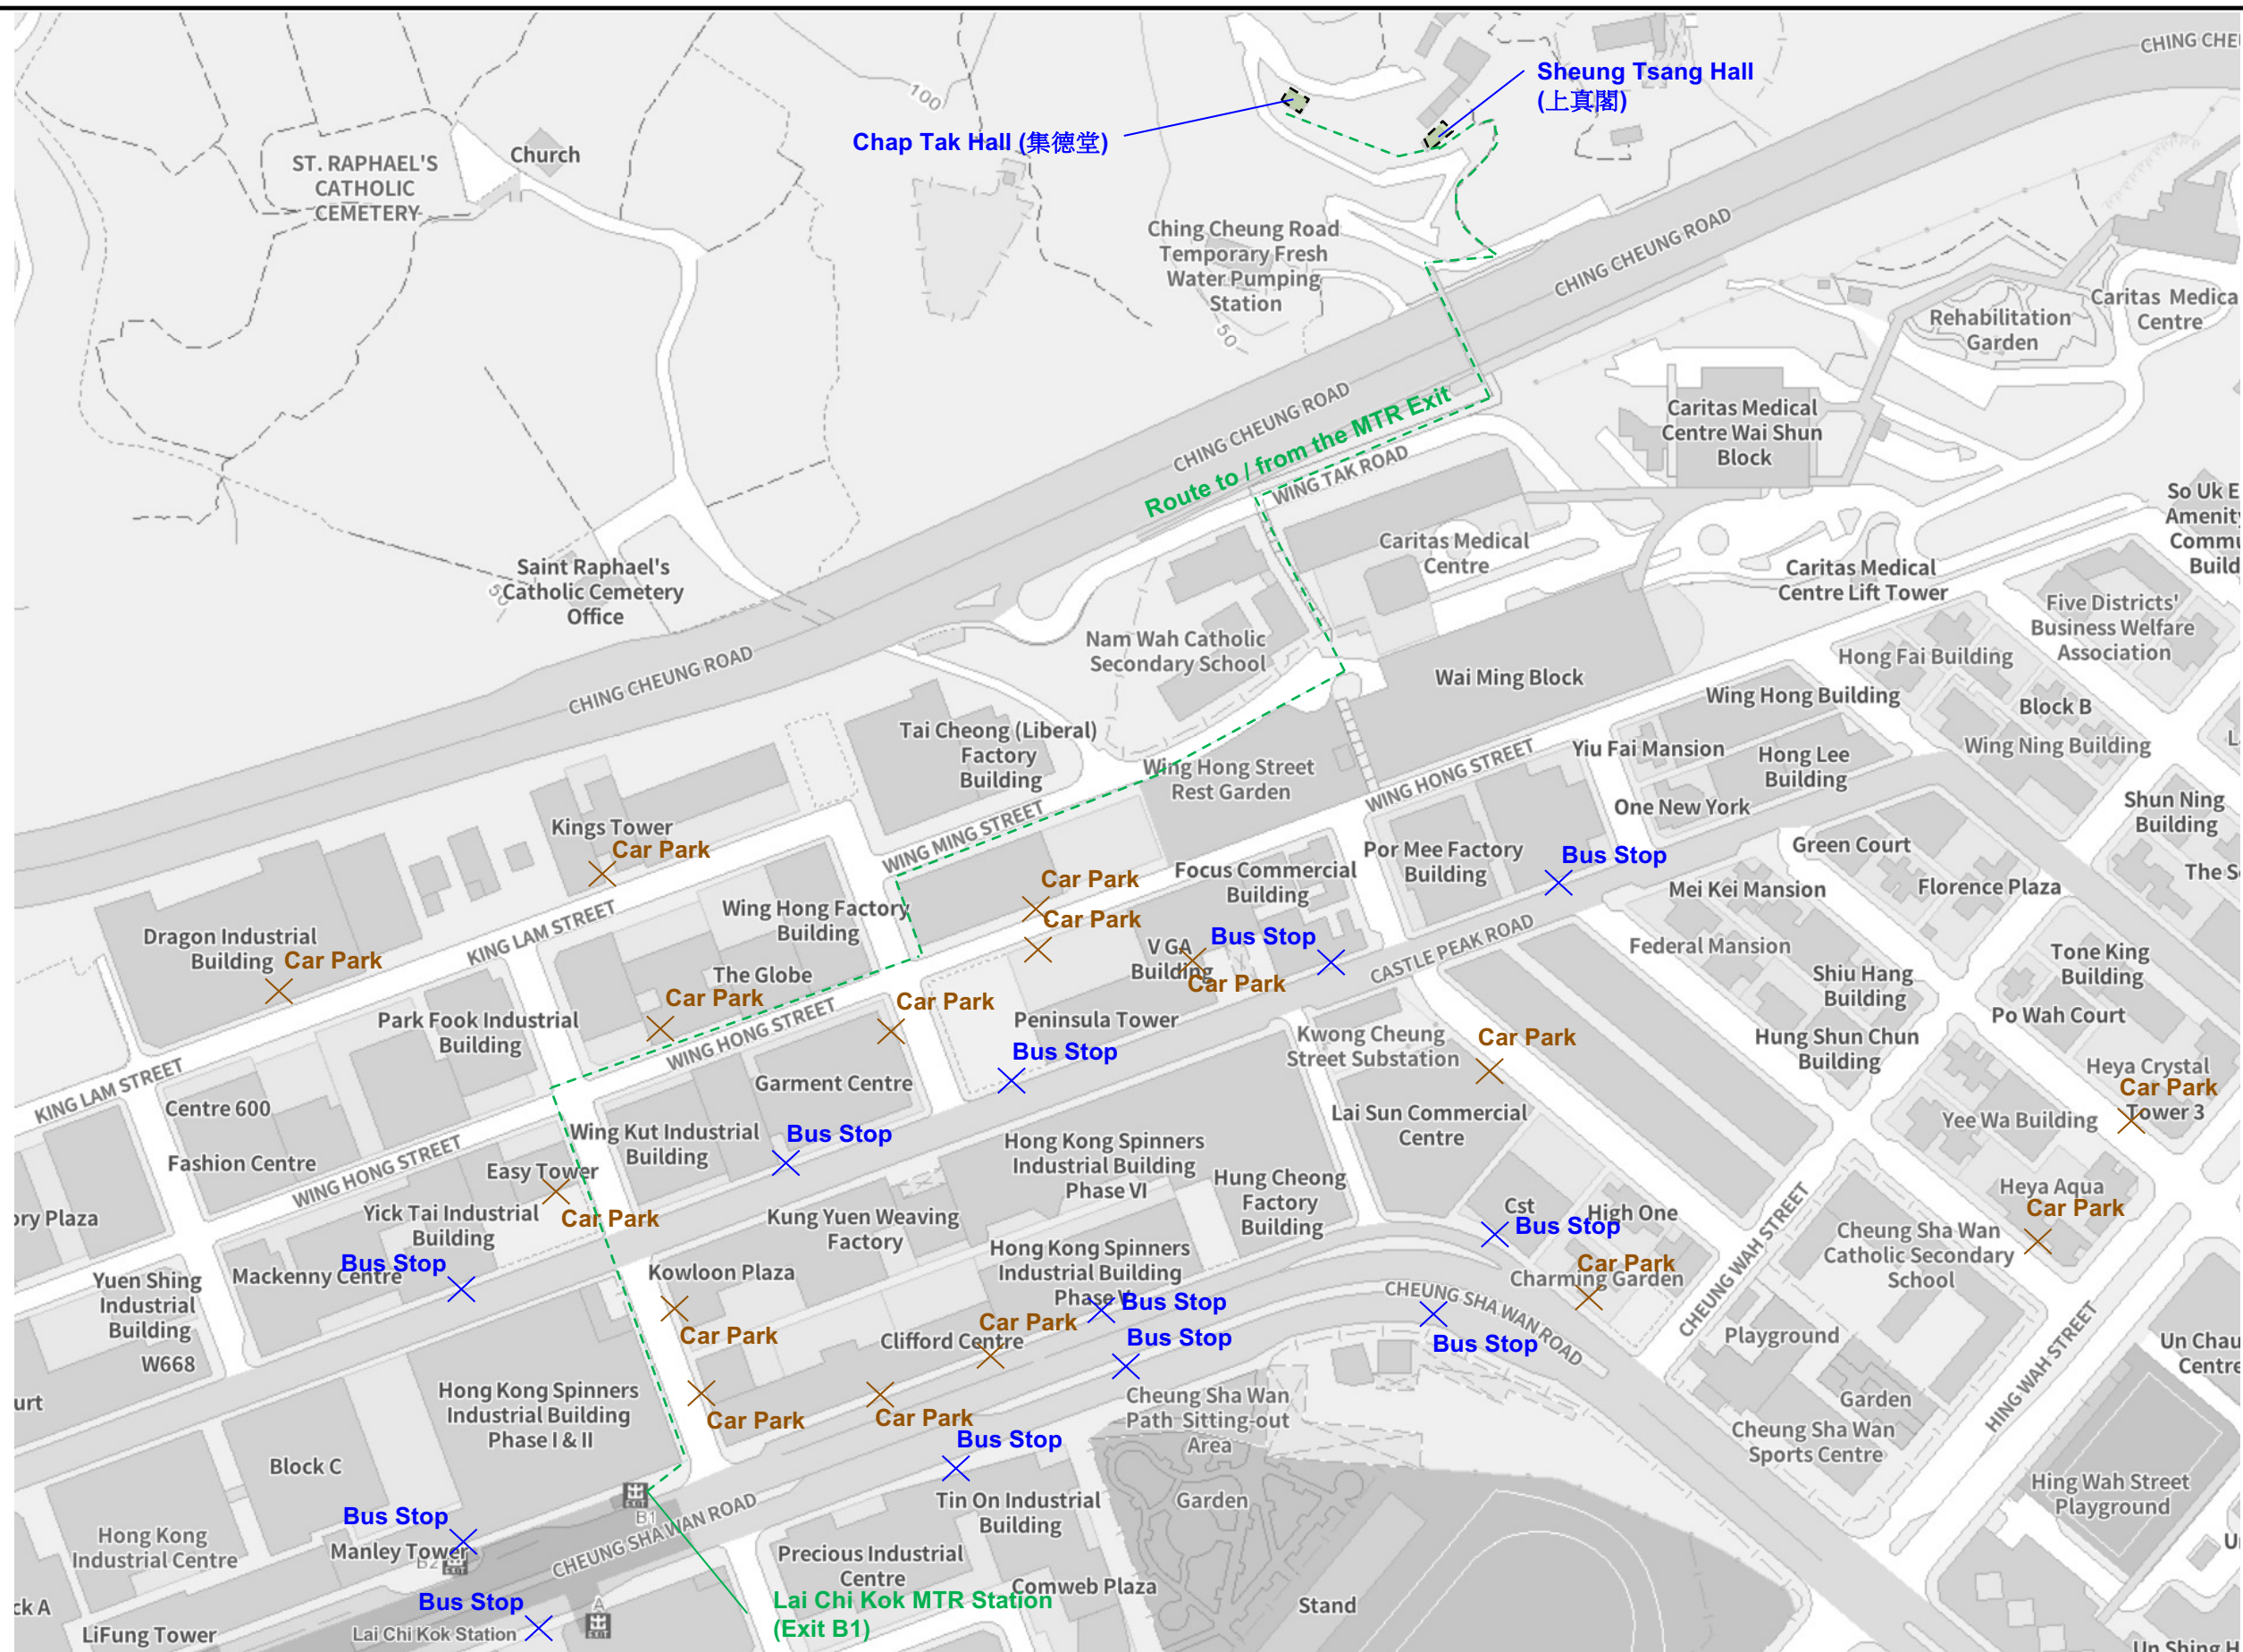 CHING CHE
Sheung Tsang Hall
(上真閣)
Chap Tak Hall (集德堂)
100
Church
ST. RAPHAEL'S
CATHOLIC
CEMETERY
Ching Cheung Road
Temporary Fresh
Water Pumping
Station
50
CHING CHEUNG ROAD
Caritas Medica
Centre
Rehabilitation
Garden
CHING CHEUNG ROAD
Route to / from the MTR Exit
WING TAK ROAD
Caritas Medical
Centre Wai Shun
Block
So Uk E
Amenity
Commu
Build
Caritas Medical
Centre
Caritas Medical
Centre Lift Tower
Saint Raphael's
Catholic Cemetery
Office
50
Five Districts'
Business Welfare
Association
Nam Wah Catholic
Secondary School
Hong Fai Building
CHING CHEUNG ROAD
Wai Ming Block
Wing Hong Building
Block B
Wing Ning Building
Tai Cheong (Liberal)
Factory
Building
Yiu Fai Mansion
Hong Lee
Building
Wing Hong Street
Rest Garden
WING HONG STREET
One New York
Shun Ning
Building
Kings Tower
Car Park
WING MING STREET
Green Court
Por Mee Factory
Building
Bus Stop
Focus Commercial
Building
Mei Kei Mansion
Florence Plaza
The S
Car Park
Car Park
Wing Hong Factory
Building
KING LAM STREET
Dragon Industrial
Building
Car Park
V GA
Building
Bus Stop
Car Park
CASTLE PEAK ROAD
Federal Mansion
Tone King
Building
Shiu Hang
Building
The Globe
Car Park
Car Park
Park Fook Industrial
Building
WING HONG STREET
Peninsula Tower
Kwong Cheung
Street Substation
Car Park
Po Wah Court
Hung Shun Chun
Building
Bus Stop
Heya Crystal
Car Park
Tower 3
KING LAM STREET
Garment Centre
Centre 600
Lai Sun Commercial
Centre
Yee Wa Building
Wing Kut Industrial
Building
Bus Stop
Hong Kong Spinners
Industrial Building
Phase VI
Fashion Centre
WING HONG STREET
Easy Tower
Car Park
Hung Cheong
Factory
Building
Heya Aqua
Car Park
ory Plaza
Yick Tai Industrial
Building
Kung Yuen Weaving
Factory
Cst
Bus Stop
High One
CHEUNG WAH STREET
Cheung Sha Wan
Catholic Secondary
School
Hong Kong Spinners
Industrial Building
Phase V
Bus Stop
Mackenny Centre
Bus Stop
Kowloon Plaza
Car Park
Charming Garden
Car Park
Yuen Shing
Industrial
Building
CHEUNG SHA WAN ROAD
Bus Stop
Car Park
Clifford Centre
Bus Stop
Playground
HING WAH STREET
Un Chau
Centre
W668
Hong Kong Spinners
Industrial Building
Phase I & II
Car Park
Car Park
Cheung Sha Wan
Path Sitting-out
Area
Garden
urt
Bus Stop
Cheung Sha Wan
Sports Centre
Block C
Hing Wah Street
Playground
EXIT
B1
CHEUNG SHA WAN ROAD
Tin On Industrial
Building
Garden
Bus Stop
Hong Kong
Industrial Centre
Manley Tower
B2
EXIT
Precious Industrial
Centre
Comweb Plaza
Lai Chi Kok MTR Station
(Exit B1)
Bus Stop
A
EXIT
ck A
Stand
LiFung Tower
Lai Chi Kok Station
Un Shing H